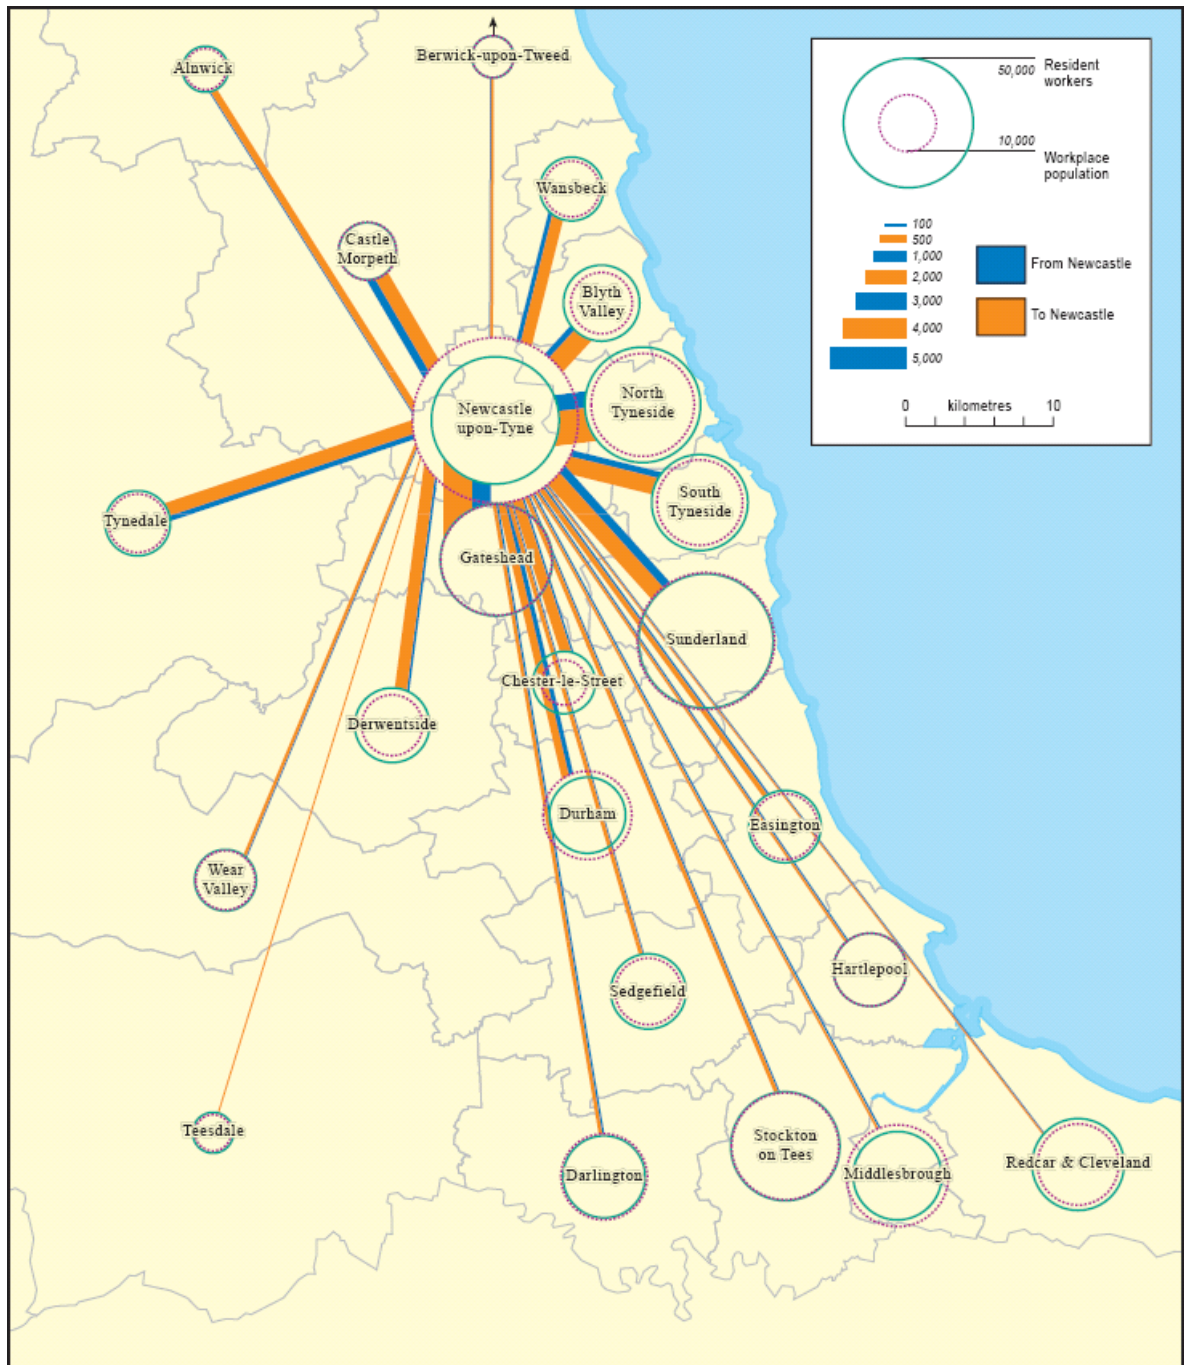 Berwick-upon-Tweed
Alnwick
Wansbeck
Castle
Morpeth
Blyth
Valley
North
Tyneside
Newcastle
upon-Tyne
South
Tyneside
Tynedale
Gateshead
Sunderland
Chester-le-Street
Derwentside
Durham
Easington
Wear
Valley
Hartlepool
Sedgefield
Teesdale
Stockton
on Tees
Darlington
Middlesbrough
Redcar & Cleveland
50,000
Resident
workers
10,000
Workplace
population
100
500
1,000
2,000
3,000
4,000
5,000
From Newcastle
To Newcastle
0 kilometres 10